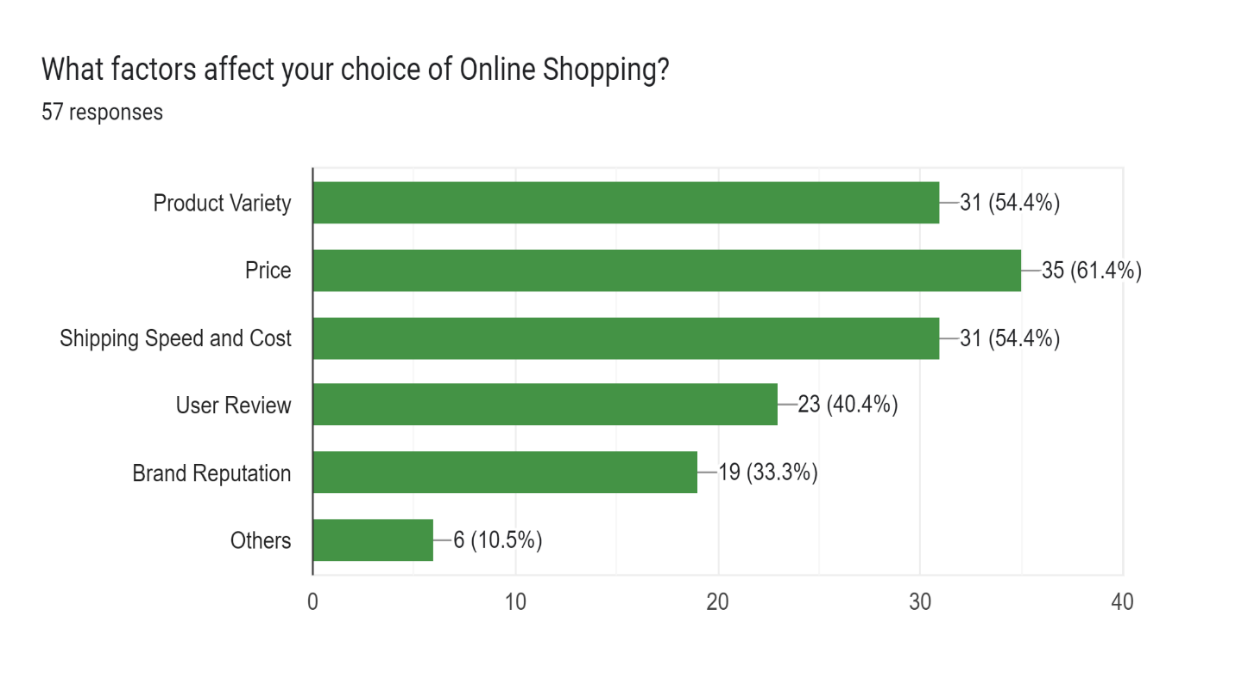 What factors affect your choice of Online Shopping?
57 responses
Product Variety
31 (54.4%)
Price
35 (61.4%)
Shipping Speed and Cost
31 (54.4%)
User Review
23 (40.4%)
Brand Reputation
19 (33.3%)
Others
6 (10.5%)
0 10 20 30 40